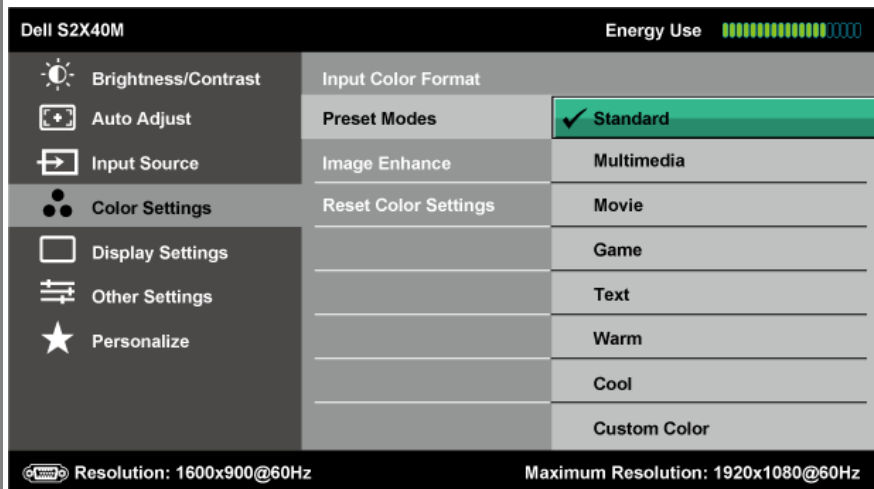 Dell S2X40M
Energy Use
Brightness/Contrast
Auto Adjust
Input Source
Color Settings
Display Settings
Other Settings
Personalize
Input Color Format
Preset Modes
Image Enhance
Reset Color Settings
Standard
Multimedia
Movie
Game
Text
Warm
Cool
Custom Color
Resolution: 1600x900@60Hz
Maximum Resolution: 1920x1080@60Hz